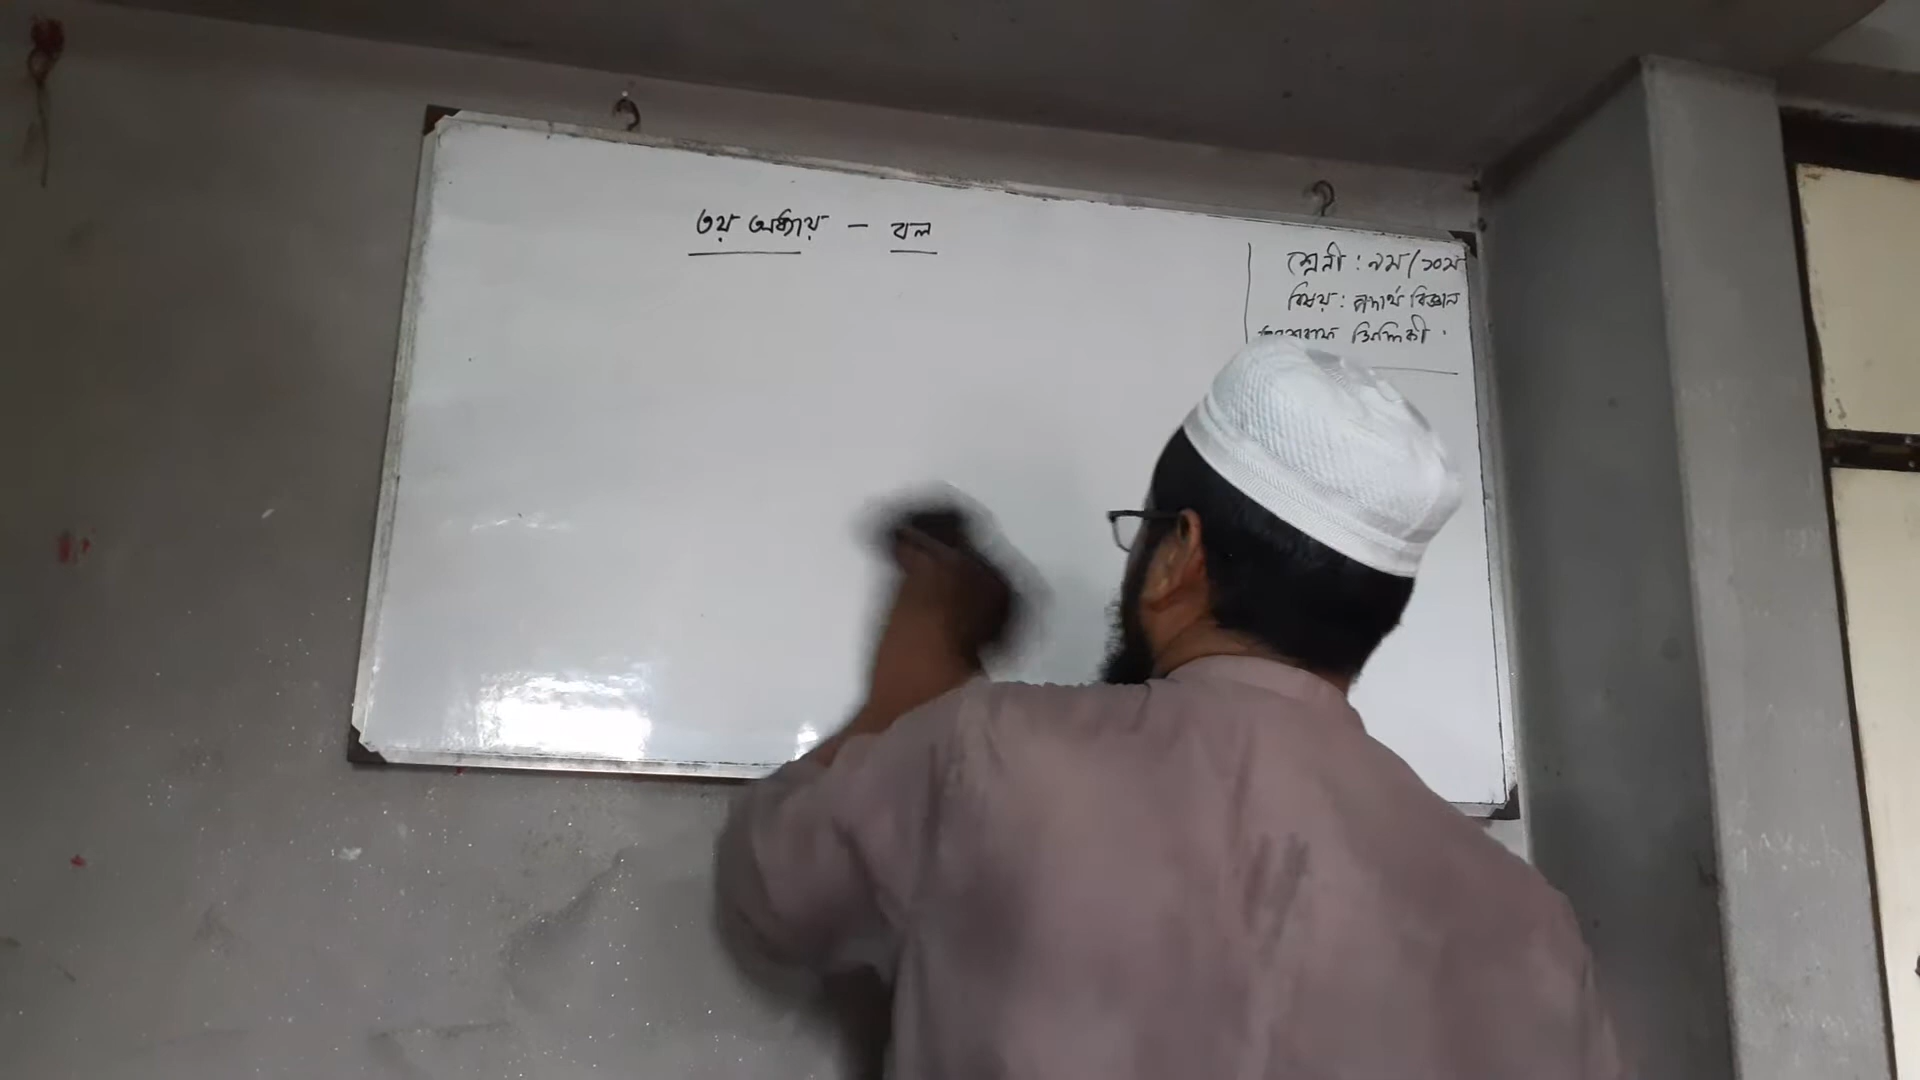 ৩য় অধ্যায় – বল
শ্রেনী : ৯ম/১০ম
বিষয় : পদার্থ বিজ্ঞান
সিদ্দিকী